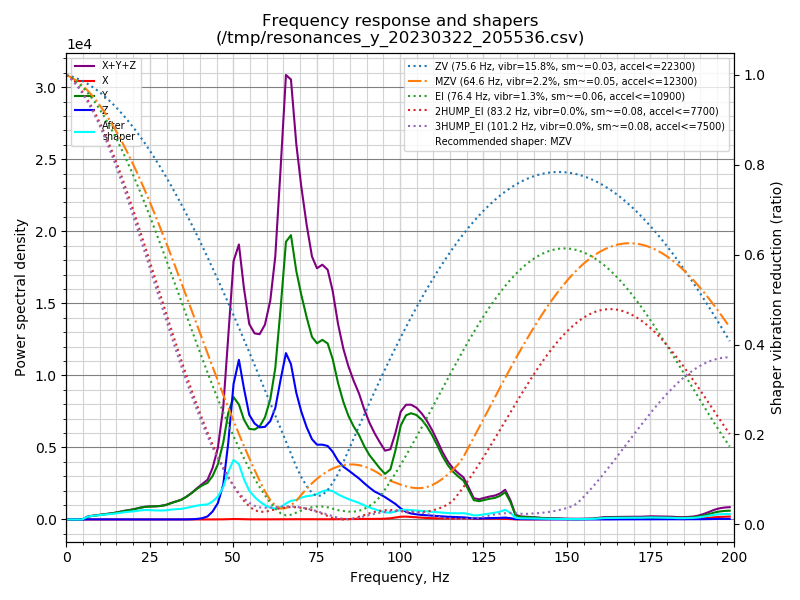 Frequency response and shapers
(/tmp/resonances_y_20230322_205536.csv)
1e4
X+Y+Z
X
Y
Z
After
shaper
ZV (75.6 Hz, vibr=15.8%, sm~=0.03, accel<=22300)
MZV (64.6 Hz, vibr=2.2%, sm~=0.05, accel<=12300)
EI (76.4 Hz, vibr=1.3%, sm~=0.06, accel<=10900)
2HUMP_EI (83.2 Hz, vibr=0.0%, sm~=0.08, accel<=7700)
3HUMP_EI (101.2 Hz, vibr=0.0%, sm~=0.08, accel<=7500)
Recommended shaper: MZV
Power spectral density
3.0
2.5
2.0
1.5
1.0
0.5
0.0
1.0
0.8
0.6
0.4
0.2
0.0
Shaper vibration reduction (ratio)
0 25 50 75 100 125 150 175 200
Frequency, Hz